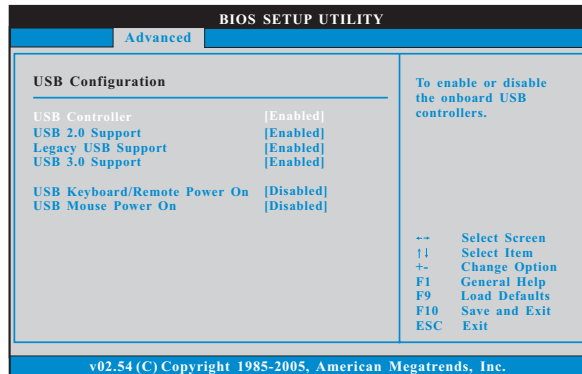 BIOS SETUP UTILITY
Advanced
USB Configuration
USB Controller [Enabled]
USB 2.0 Support [Enabled]
Legacy USB Support [Enabled]
USB 3.0 Support [Enabled]
USB Keyboard/Remote Power On [Disabled]
USB Mouse Power On [Disabled]
To enable or disable
the onboard USB
controllers.
←→ Select Screen
↑↓ Select Item
+- Change Option
F1 General Help
F9 Load Defaults
F10 Save and Exit
ESC Exit
v02.54 (C) Copyright 1985-2005, American Megatrends, Inc.